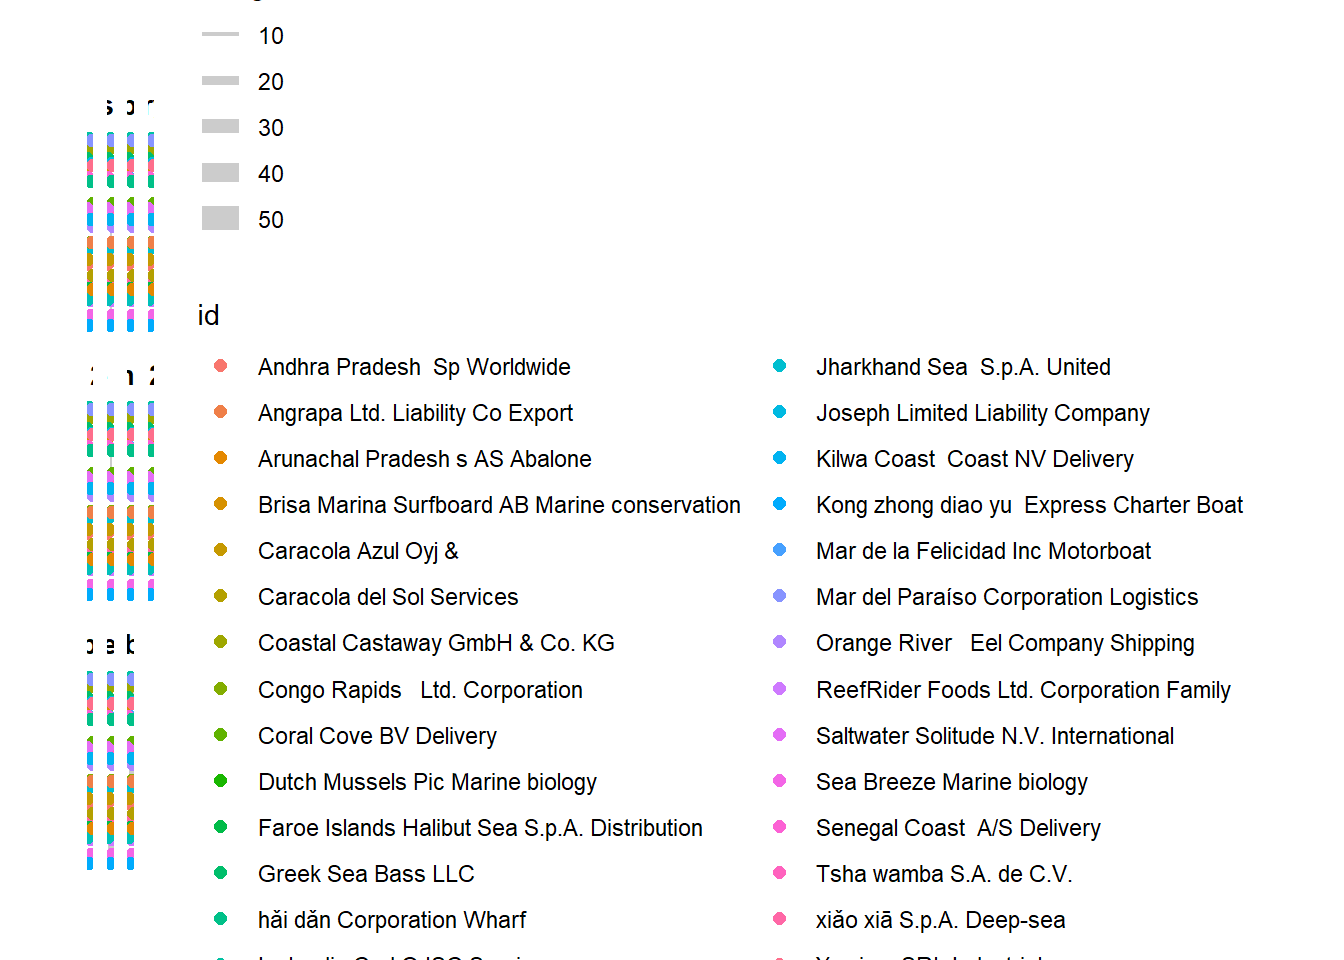 10
20
30
40
50
id
Andhra Pradesh  Sp Worldwide
Angrapa Ltd. Liability Co Export
Arunachal Pradesh s AS Abalone
Brisa Marina Surfboard AB Marine conservation
Caracola Azul Oyj &
Caracola del Sol Services
Coastal Castaway GmbH & Co. KG
Congo Rapids   Ltd. Corporation
Coral Cove BV Delivery
Dutch Mussels Pic Marine biology
Faroe Islands Halibut Sea S.p.A. Distribution
Greek Sea Bass LLC
hǎi dǎn Corporation Wharf
Jharkhand Sea  S.p.A. United
Joseph Limited Liability Company
Kilwa Coast  Coast NV Delivery
Kong zhong diao yu  Express Charter Boat
Mar de la Felicidad Inc Motorboat
Mar del Paraíso Corporation Logistics
Orange River   Eel Company Shipping
ReefRider Foods Ltd. Corporation Family
Saltwater Solitude N.V. International
Sea Breeze Marine biology
Senegal Coast  A/S Delivery
Tsha wamba S.A. de C.V.
xiǎo xiā S.p.A. Deep-sea